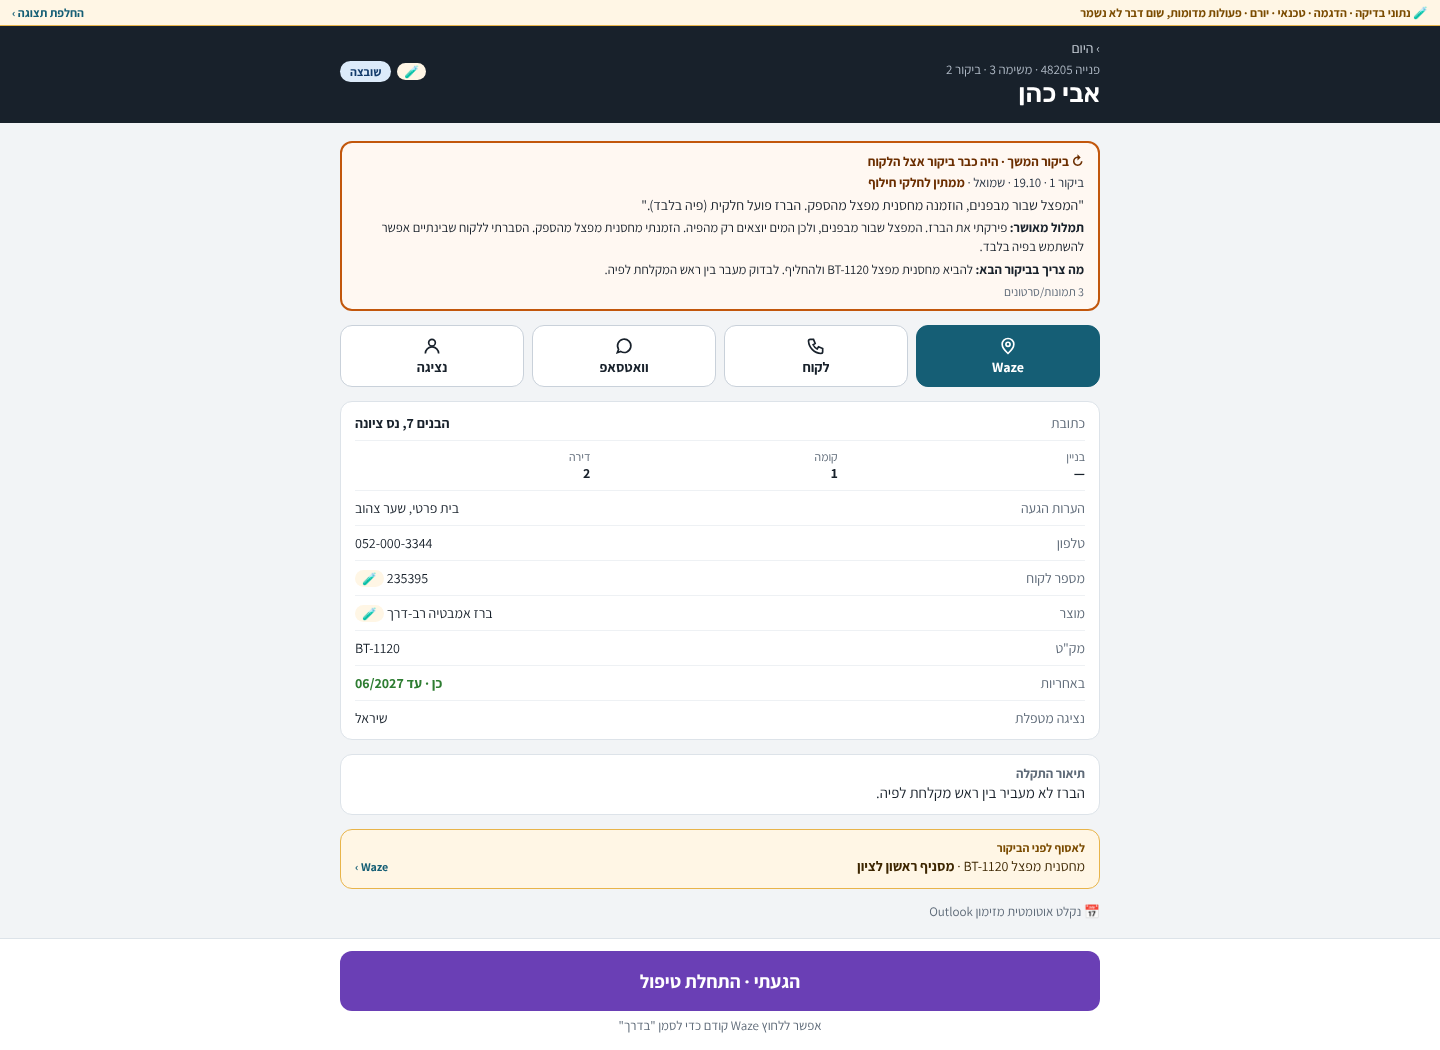 🧪 נתוני בדיקה · הדגמה · טכנאי · יורם · פעולות מדומות, שום דבר לא נשמר
החלפת תצוגה ›
› היום
פנייה 48205 · משימה 3 · ביקור 2
אבי כהן
🧪 שובצה
↻ ביקור המשך · היה כבר ביקור אצל הלקוח
ביקור 1 · 19.10 · שמואל · ממתין לחלקי חילוף
"המפצל שבור מבפנים, הוזמנה מחסנית מפצל מהספק. הברז פועל חלקית (פיה בלבד)."
תמלול מאושר: פירקתי את הברז. המפצל שבור מבפנים, ולכן המים יוצאים רק מהפיה. הזמנתי מחסנית מפצל מהספק. הסברתי ללקוח שבינתיים אפשר
להשתמש בפיה בלבד.
מה צריך בביקור הבא: להביא מחסנית מפצל BT-1120 ולהחליף. לבדוק מעבר בין ראש המקלחת לפיה.
3 תמונות/סרטונים
Waze
לקוח
וואטסאפ
נציגה
כתובת הבנים 7, נס ציונה
בניין קומה דירה
— 1 2
הערות הגעה בית פרטי, שער צהוב
טלפון 052-000-3344
מספר לקוח 235395 🧪
מוצר ברז אמבטיה רב-דרך 🧪
מק"ט BT-1120
באחריות כן · עד 06/2027
נציגה מטפלת שיראל
תיאור התקלה
הברז לא מעביר בין ראש מקלחת לפיה.
לאסוף לפני הביקור
מחסנית מפצל BT-1120 · מסניף ראשון לציון
Waze ›
📅 נקלט אוטומטית מזימון Outlook
הגעתי · התחלת טיפול
אפשר ללחוץ Waze קודם כדי לסמן "בדרך"